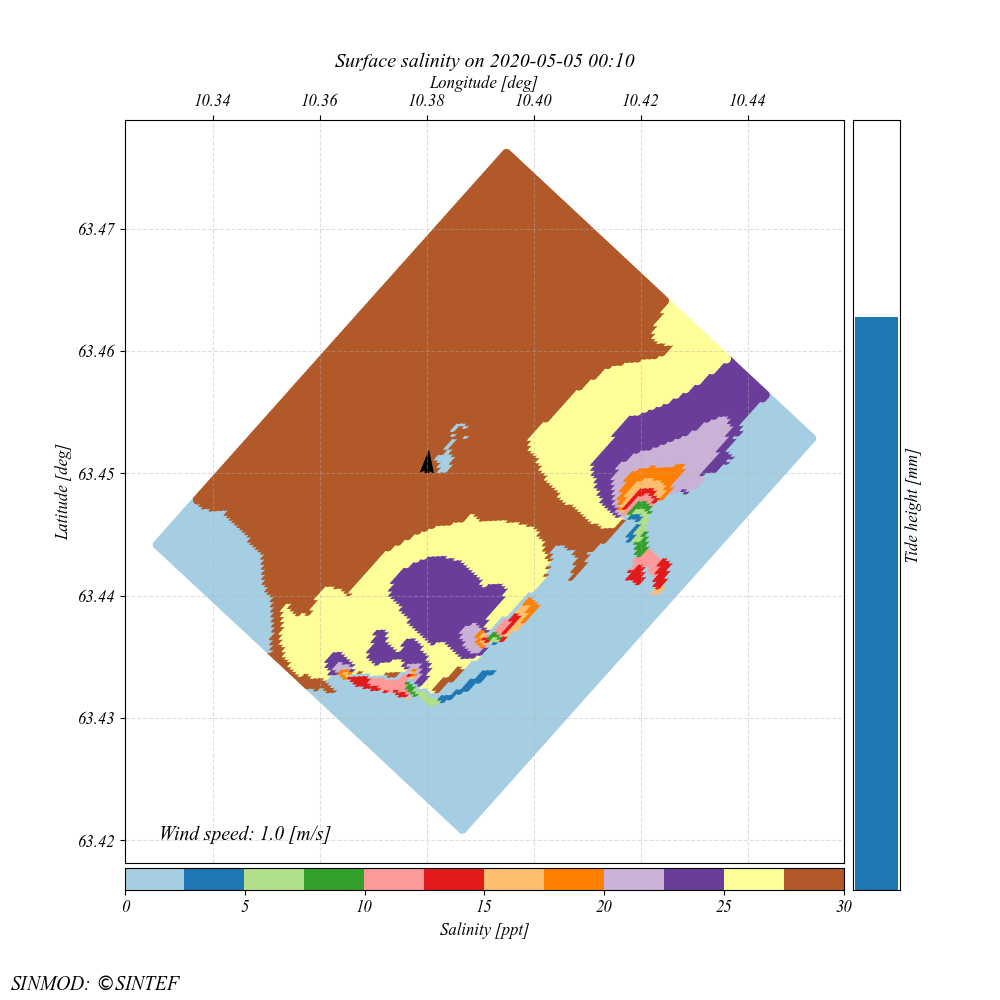 Surface salinity on 2020-05-05 00:10
Longitude [deg]
10.34 10.36 10.38 10.40 10.42 10.44
63.47
63.46
63.45
63.44
63.43
63.42
Latitude [deg]
Tide height [mm]
Wind speed: 1.0 [m/s]
0 5 10 15 20 25 30
Salinity [ppt]
SINMOD: ©SINTEF